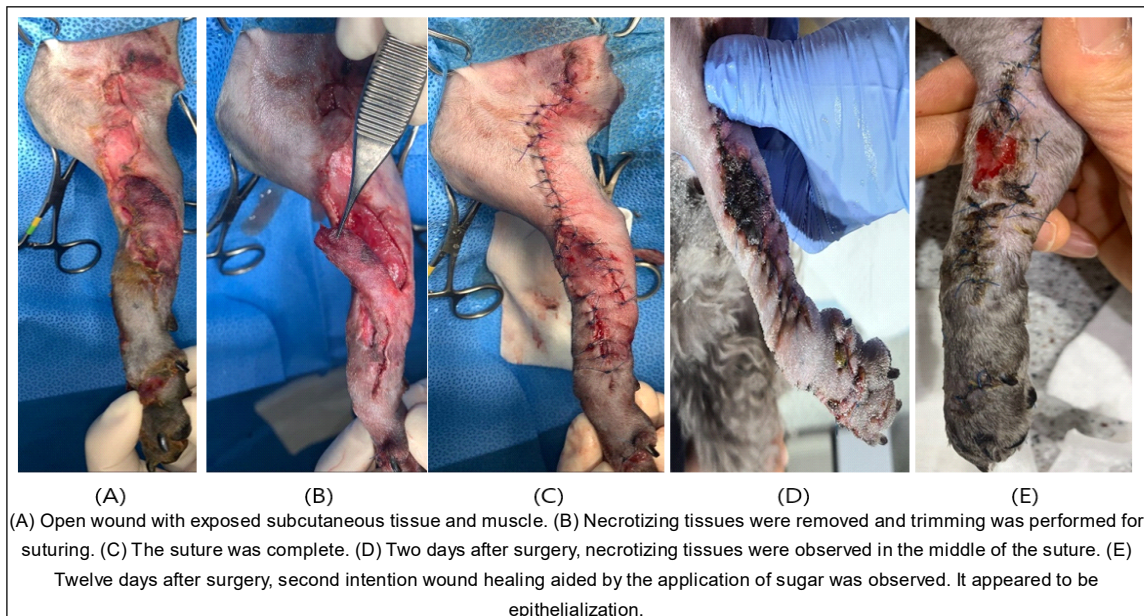 (A) (B) (C) (D) (E)
(A) Open wound with exposed subcutaneous tissue and muscle. (B) Necrotizing tissues were removed and trimming was performed for
suturing. (C) The suture was complete. (D) Two days after surgery, necrotizing tissues were observed in the middle of the suture. (E)
Twelve days after surgery, second intention wound healing aided by the application of sugar was observed. It appeared to be
epithelialization.